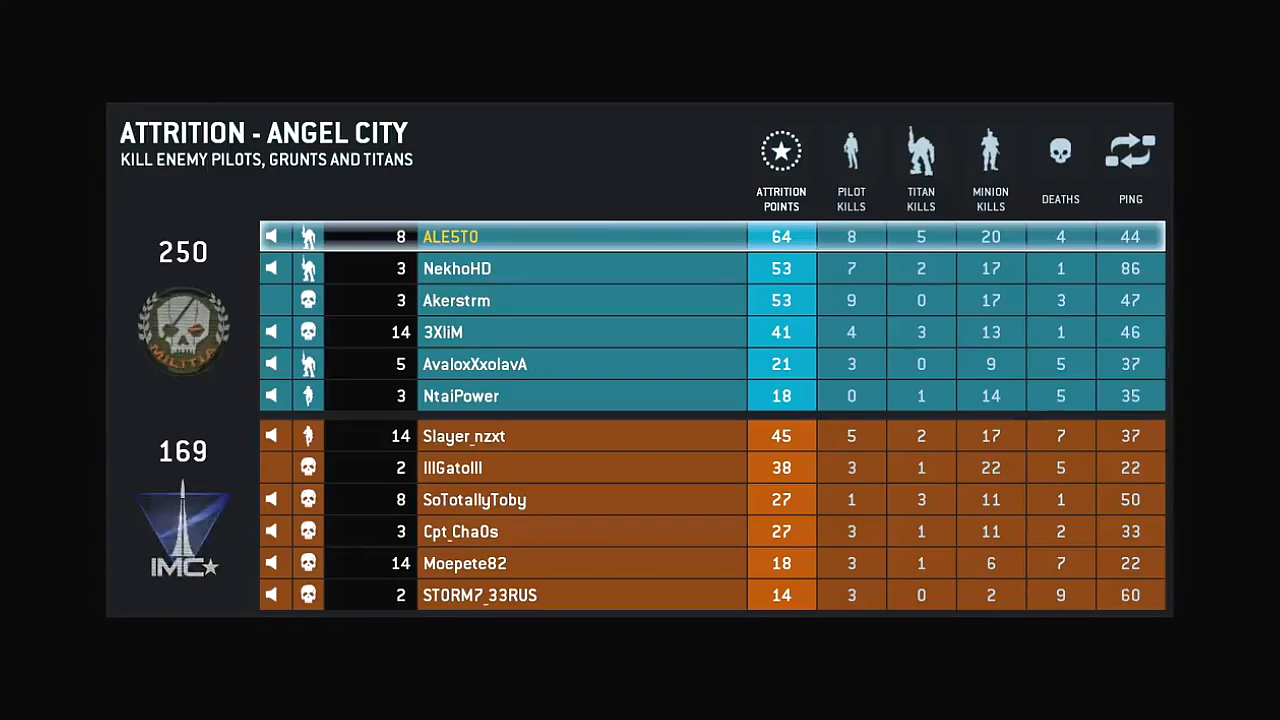 ATTRITION - ANGEL CITY
KILL ENEMY PILOTS, GRUNTS AND TITANS
ATTRITION POINTS PILOT KILLS TITAN KILLS MINION KILLS DEATHS PING
250
MILITIA
8 ALE5TO 64 8 5 20 4 44
3 NekhoHD 53 7 2 17 1 86
3 Akerstrm 53 9 0 17 3 47
14 3XliM 41 4 3 13 1 46
5 AvaloxXxolavA 21 3 0 9 5 37
3 NtaiPower 18 0 1 14 5 35
169
IMC
14 Slayer_nzxt 45 5 2 17 7 37
2 IIIGatoIII 38 3 1 22 5 22
8 SoTotallyToby 27 1 3 11 1 50
3 Cpt_Cha0s 27 3 1 11 2 33
14 Moepete82 18 3 1 6 7 22
2 ST0RM7_33RUS 14 3 0 2 9 60